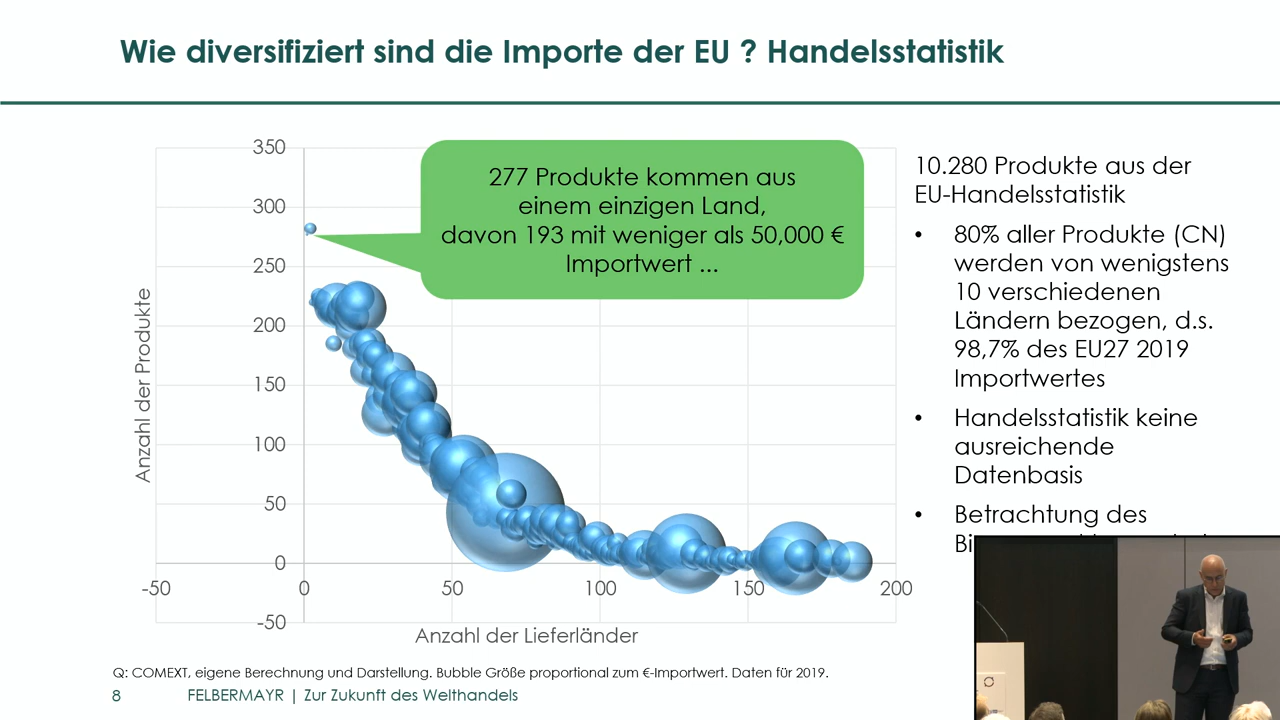 Wie diversifiziert sind die Importe der EU ? Handelsstatistik
350
300
250
200
150
100
50
0
-50
-50
0
50
100
150
200
Anzahl der Produkte
Anzahl der Lieferländer
277 Produkte kommen aus
einem einzigen Land,
davon 193 mit weniger als 50,000 €
Importwert ...
10.280 Produkte aus der
EU-Handelsstatistik
• 80% aller Produkte (CN)
werden von wenigstens
10 verschiedenen
Ländern bezogen, d.s.
98,7% des EU27 2019
Importwertes
• Handelsstatistik keine
ausreichende
Datenbasis
• Betrachtung des
Q: COMEXT, eigene Berechnung und Darstellung. Bubble Größe proportional zum €-Importwert. Daten für 2019.
8 FELBERMAYR | Zur Zukunft des Welthandels